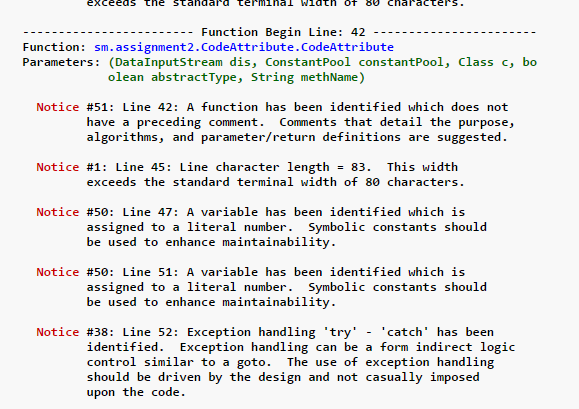 exceeds the standard terminal width of 80 characters.
----------------------- Function Begin Line: 42 -----------------------
Function: sm.assignment2.CodeAttribute.CodeAttribute
Parameters: (DataInputStream dis, ConstantPool constantPool, Class c, bo
olean abstractType, String methName)
Notice #51: Line 42: A function has been identified which does not
have a preceding comment. Comments that detail the purpose,
algorithms, and parameter/return definitions are suggested.
Notice #1: Line 45: Line character length = 83. This width
exceeds the standard terminal width of 80 characters.
Notice #50: Line 47: A variable has been identified which is
assigned to a literal number. Symbolic constants should
be used to enhance maintainability.
Notice #50: Line 51: A variable has been identified which is
assigned to a literal number. Symbolic constants should
be used to enhance maintainability.
Notice #38: Line 52: Exception handling 'try' - 'catch' has been
identified. Exception handling can be a form indirect logic
control similar to a goto. The use of exception handling
should be driven by the design and not casually imposed
upon the code.